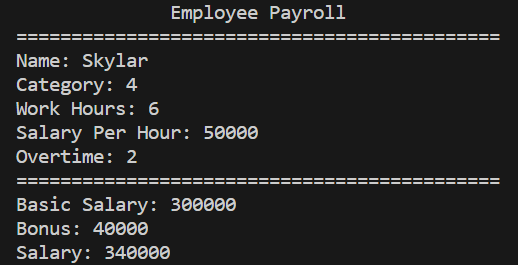 Employee Payroll
============================================
Name: Skylar
Category: 4
Work Hours: 6
Salary Per Hour: 50000
Overtime: 2
============================================
Basic Salary: 300000
Bonus: 40000
Salary: 340000